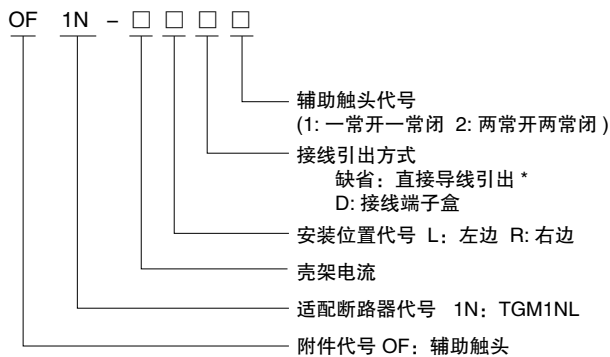 OF 1N - □ □ □ □
辅助触头代号
(1: 一常开一常闭 2: 两常开两常闭 )
接线引出方式
缺省：直接导线引出 *
D: 接线端子盒
安装位置代号 L：左边 R: 右边
壳架电流
适配断路器代号 1N：TGM1NL
附件代号 OF：辅助触头